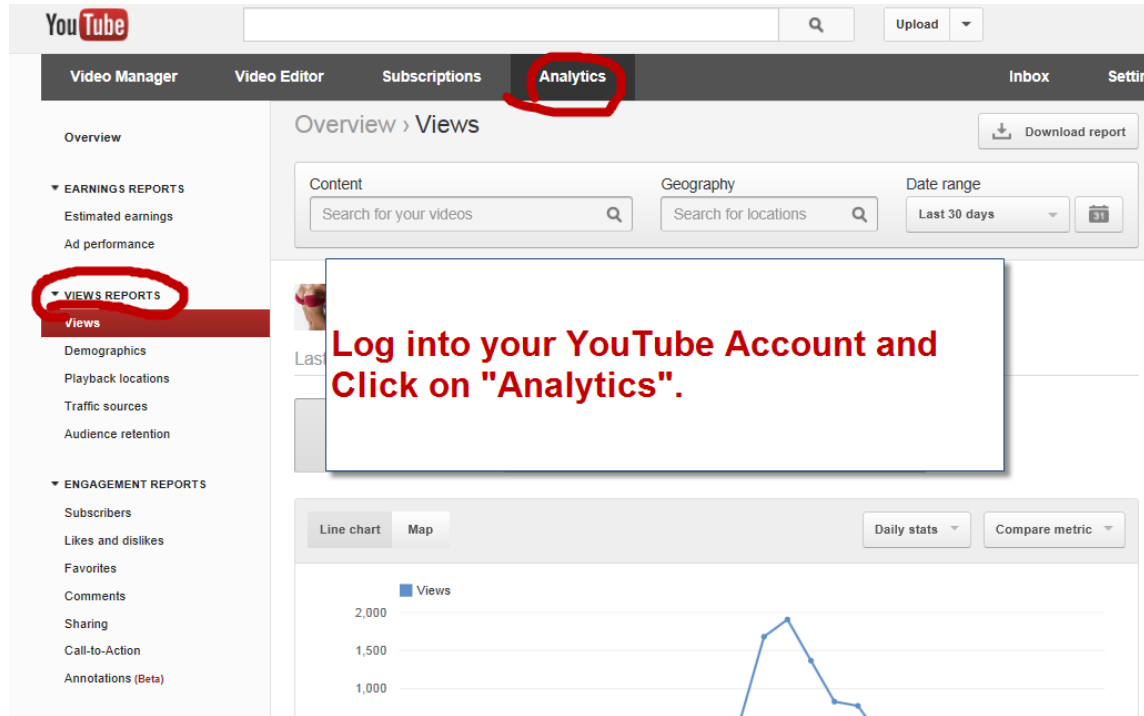 YouTube
Upload
Video Manager Video Editor Subscriptions Analytics Inbox
Overview
Overview › Views
Download report
EARNINGS REPORTS
Estimated earnings
Ad performance
Content Geography Date range
Search for your videos Search for locations Last 30 days
31
VIEWS REPORTS
Views
Demographics
Playback locations
Traffic sources
Audience retention
Last
Log into your YouTube Account and
Click on "Analytics".
ENGAGEMENT REPORTS
Subscribers
Likes and dislikes
Favorites
Comments
Sharing
Call-to-Action
Annotations (Beta)
Line chart Map Daily stats Compare metric
Views
2,000
1,500
1,000